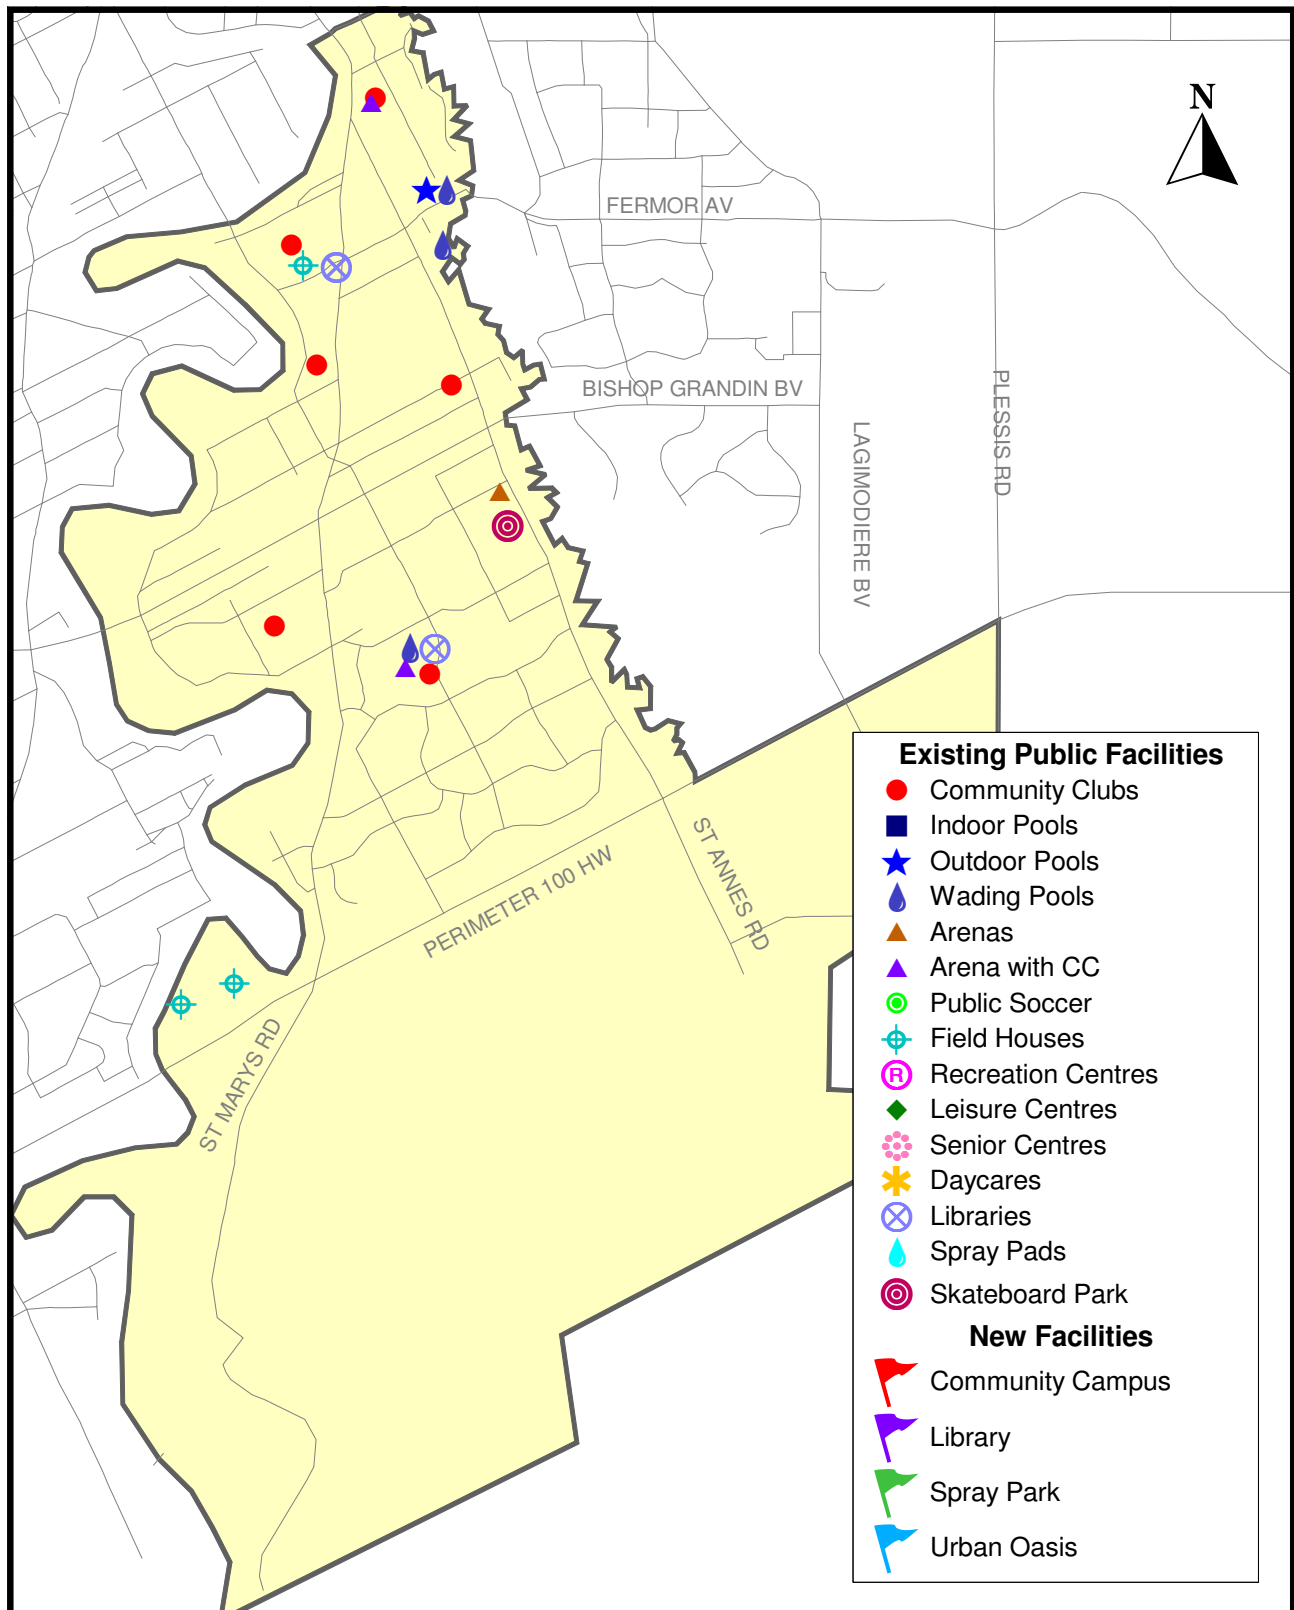 N
FERMOR AV
BISHOP GRANDIN BV
PLESSIS RD
LAGIMODIERE BV
ST ANNES RD
PERIMETER 100 HW
ST MARYS RD
Existing Public Facilities
Community Clubs
Indoor Pools
Outdoor Pools
Wading Pools
Arenas
Arena with CC
Public Soccer
Field Houses
R Recreation Centres
Leisure Centres
Senior Centres
Daycares
Libraries
Spray Pads
Skateboard Park
New Facilities
Community Campus
Library
Spray Park
Urban Oasis